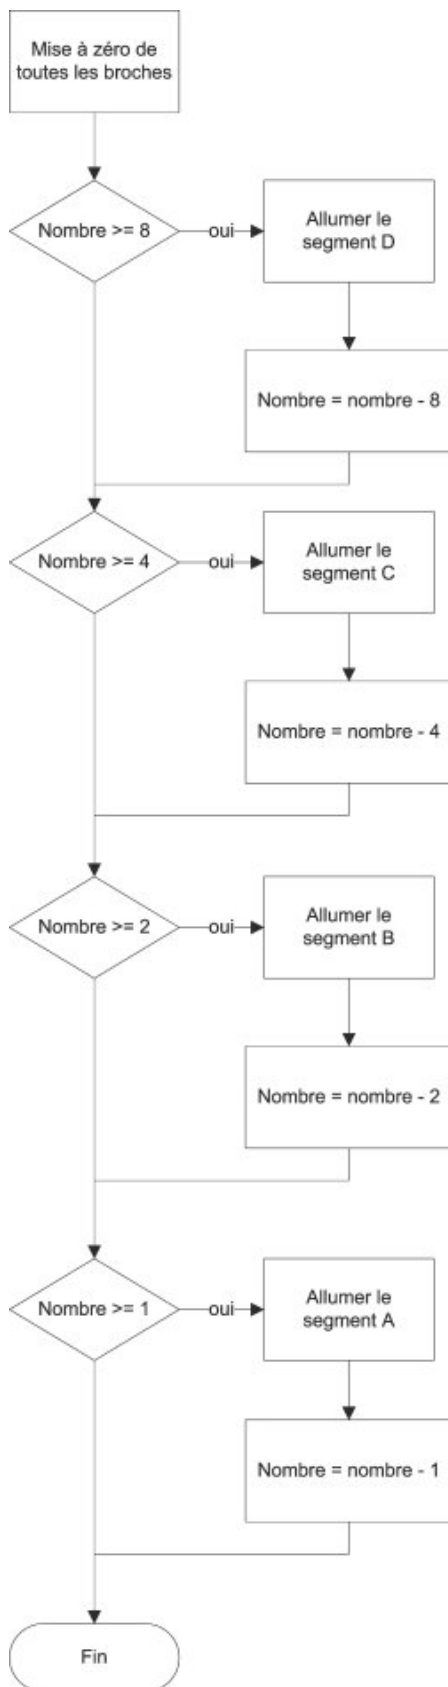 Mise à zéro de
toutes les broches
Nombre >= 8
oui
Allumer le
segment D
Nombre = nombre - 8
Nombre >= 4
oui
Allumer le
segment C
Nombre = nombre - 4
Nombre >= 2
oui
Allumer le
segment B
Nombre = nombre - 2
Nombre >= 1
oui
Allumer le
segment A
Nombre = nombre - 1
Fin